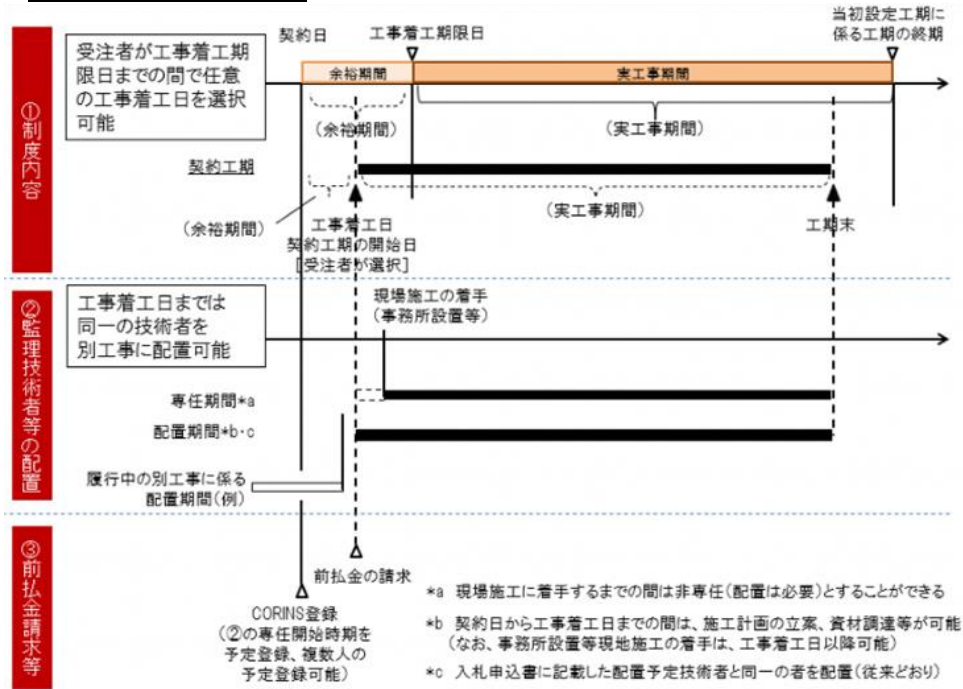 契約日
工事着工期限日
当初設定工期に
係る工期の終期
①制度内容
受注者が工事着工期
限日までの間で任意
の工事着工日を選択
可能
余裕期間
実工事期間
（余裕期間）
（実工事期間）
契約工期
（余裕期間）
（実工事期間）
工事着工日
契約工期の開始日
［受注者が選択］
工期末
②監理技術者等の配置
工事着工日までは
同一の技術者を
別工事に配置可能
現場施工の着手
（事務所設置等）
専任期間*a
配置期間*b・c
履行中の別工事に係る
配置期間（例）
③前払金請求等
前払金の請求
CORINS登録
（②の専任開始時期を
予定登録、複数人の
予定登録可能）
*a 現場施工に着手するまでの間は非専任（配置は必要）とすることができる
*b 契約日から工事着工日までの間は、施工計画の立案、資材調達等が可能
（なお、事務所設置等現地施工の着手は、工事着工日以降可能）
*c 入札申込書に記載した配置予定技術者と同一の者を配置（従来どおり）